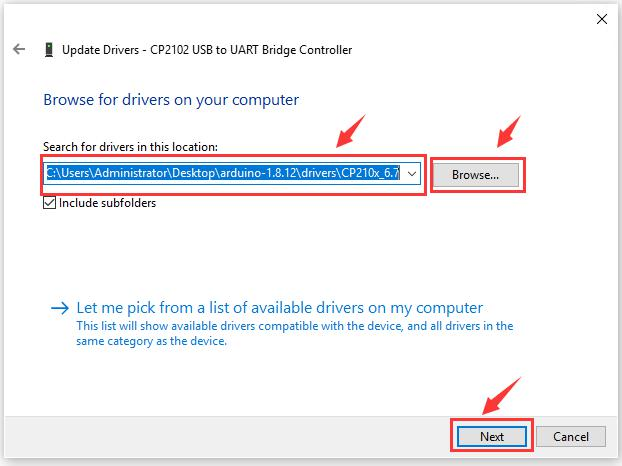 Update Drivers - CP2102 USB to UART Bridge Controller
Browse for drivers on your computer
Search for drivers in this location:
C:\Users\Administrator\Desktop\arduino-1.8.12\drivers\CP210x_6.7
Browse...
Include subfolders
Let me pick from a list of available drivers on my computer
This list will show available drivers compatible with the device, and all drivers in the
same category as the device.
Next
Cancel